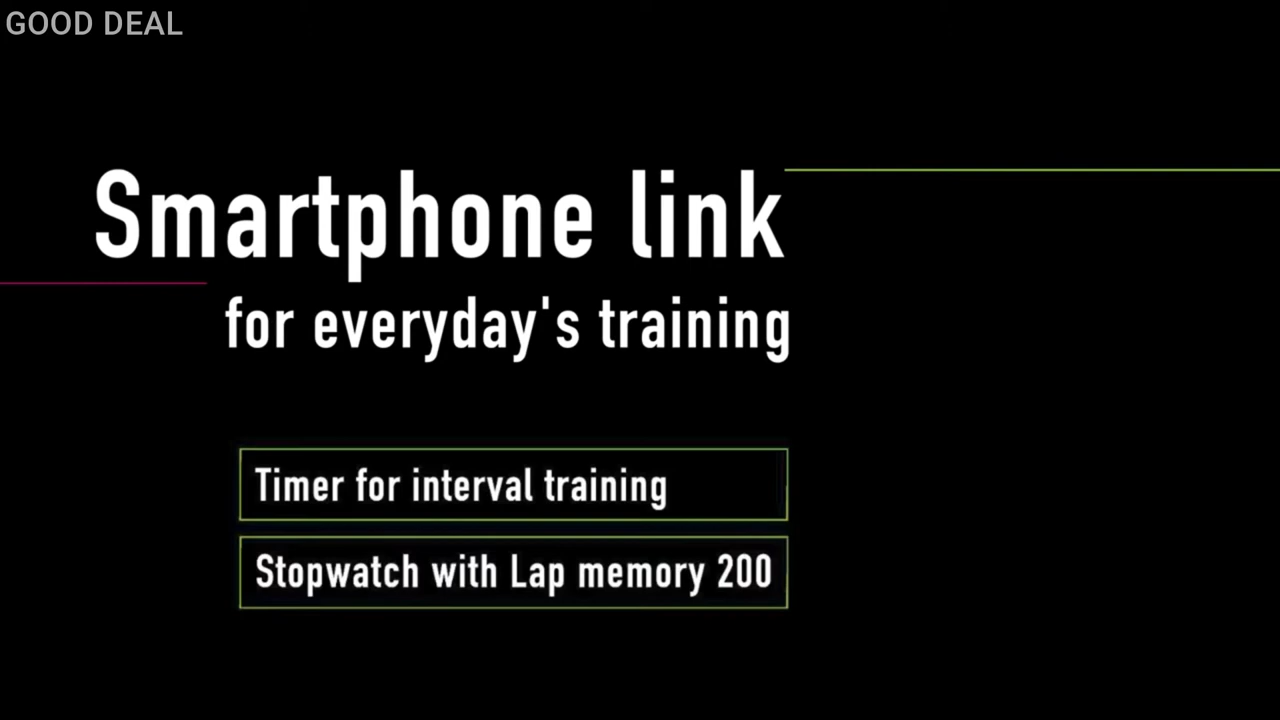 GOOD DEAL
Smartphone link
for everyday's training
Timer for interval training
Stopwatch with Lap memory 200